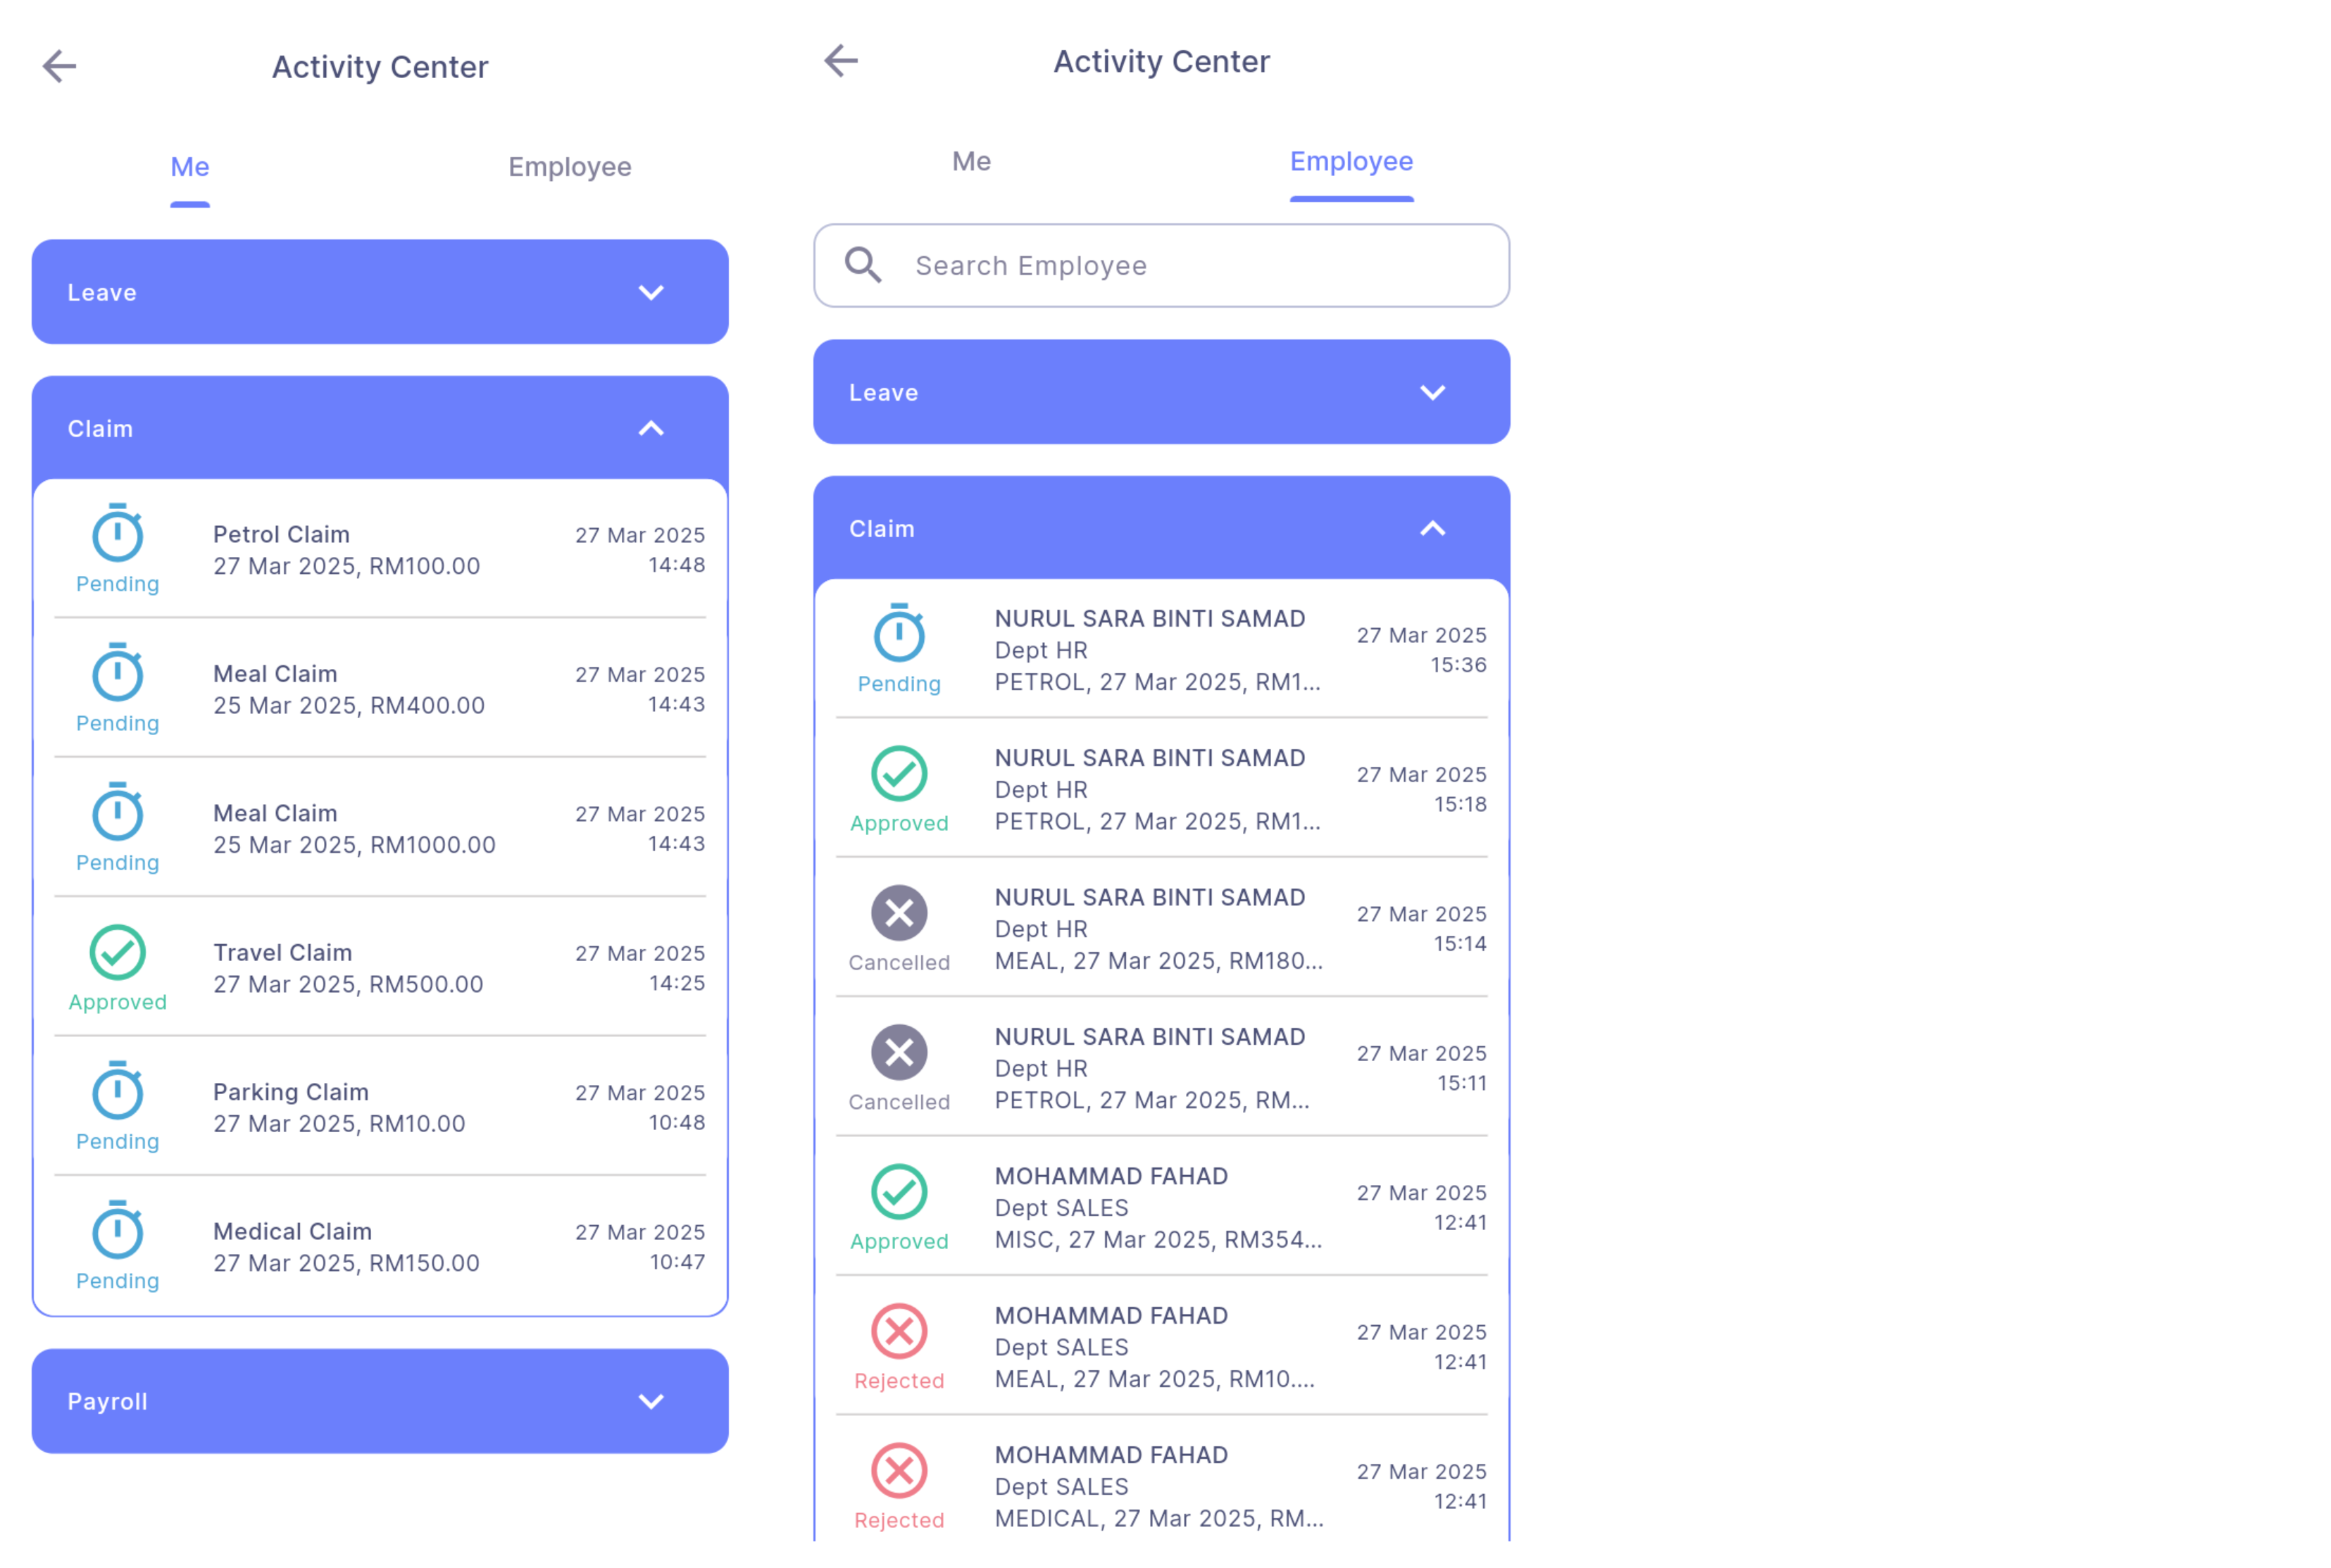 Activity Center
Me
Employee
Leave
Claim
Pending
Petrol Claim
27 Mar 2025, RM100.00
27 Mar 2025
14:48
Pending
Meal Claim
25 Mar 2025, RM400.00
27 Mar 2025
14:43
Pending
Meal Claim
25 Mar 2025, RM1000.00
27 Mar 2025
14:43
Approved
Travel Claim
27 Mar 2025, RM500.00
27 Mar 2025
14:25
Pending
Parking Claim
27 Mar 2025, RM10.00
27 Mar 2025
10:48
Pending
Medical Claim
27 Mar 2025, RM150.00
27 Mar 2025
10:47
Payroll
Activity Center
Me
Employee
Search Employee
Leave
Claim
Pending
NURUL SARA BINTI SAMAD
Dept HR
PETROL, 27 Mar 2025, RM1...
27 Mar 2025
15:36
Approved
NURUL SARA BINTI SAMAD
Dept HR
PETROL, 27 Mar 2025, RM1...
27 Mar 2025
15:18
Cancelled
NURUL SARA BINTI SAMAD
Dept HR
MEAL, 27 Mar 2025, RM180...
27 Mar 2025
15:14
Cancelled
NURUL SARA BINTI SAMAD
Dept HR
PETROL, 27 Mar 2025, RM...
27 Mar 2025
15:11
Approved
MOHAMMAD FAHAD
Dept SALES
MISC, 27 Mar 2025, RM354...
27 Mar 2025
12:41
Rejected
MOHAMMAD FAHAD
Dept SALES
MEAL, 27 Mar 2025, RM10....
27 Mar 2025
12:41
Rejected
MOHAMMAD FAHAD
Dept SALES
MEDICAL, 27 Mar 2025, RM...
27 Mar 2025
12:41